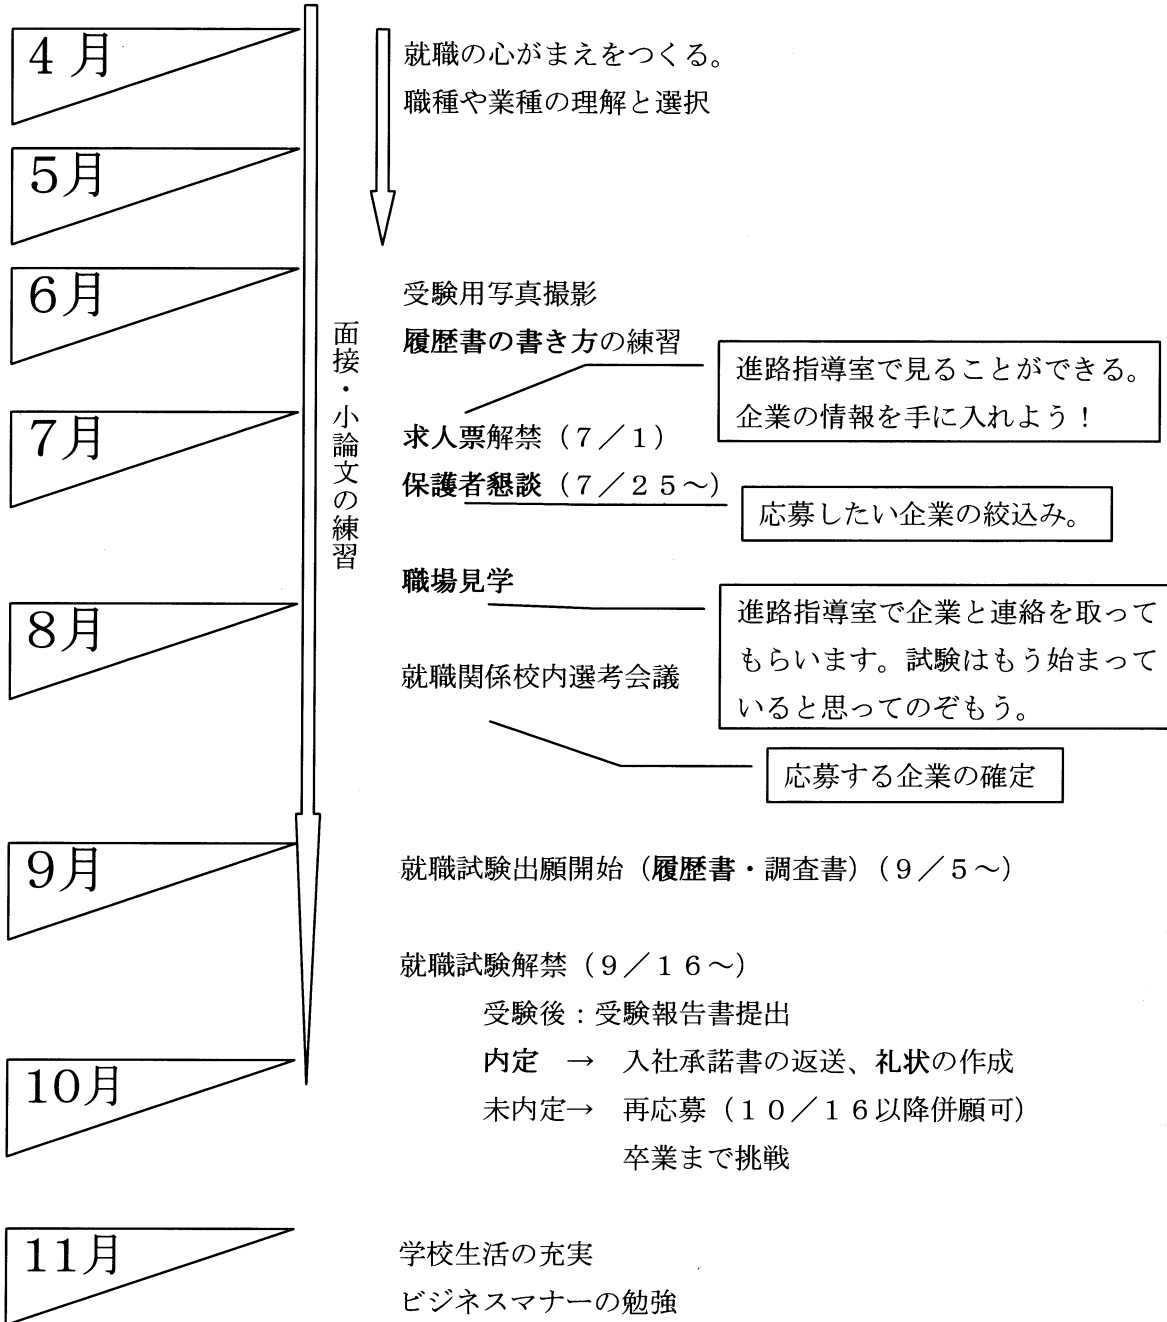 4月
就職の心がまえをつくる。
職種や業種の理解と選択
5月
6月
受験用写真撮影
履歴書の書き方の練習
進路指導室で見ることができる。
企業の情報を手に入れよう!
面接・小論文の練習
7月
求人票解禁(7/1)
保護者懇談(7/25~)
応募したい企業の絞込み。
職場見学
進路指導室で企業と連絡を取って
もらいます。試験はもう始まって
いると思ってのぞもう。
8月
就職関係校内選考会議
応募する企業の確定
9月
就職試験出願開始(履歴書・調査書)(9/5~)
就職試験解禁(9/16~)
受験後:受験報告書提出
内定 → 入社承諾書の返送、礼状の作成
10月
未内定→ 再応募(10/16以降併願可)
卒業まで挑戦
11月
学校生活の充実
ビジネスマナーの勉強